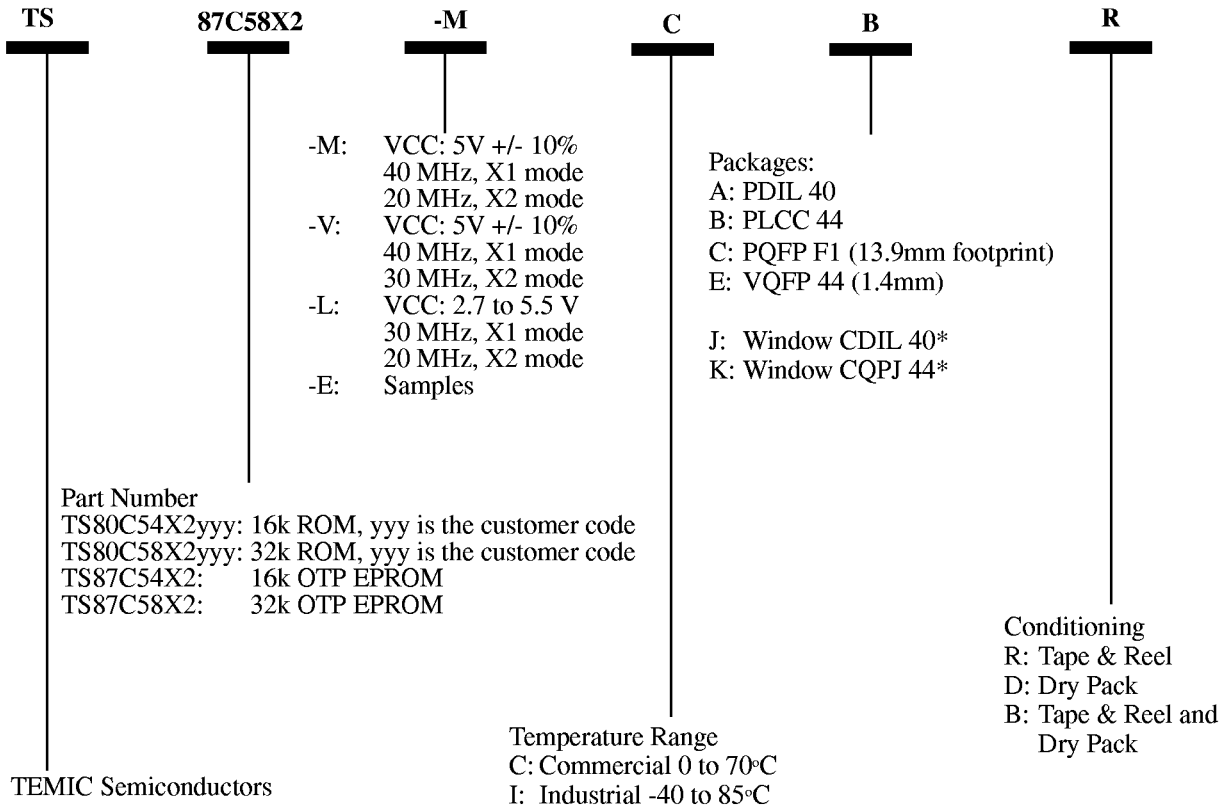 TS 87C58X2 -M C B R
-M: VCC: 5V +/- 10%
40 MHz, X1 mode
20 MHz, X2 mode
-V: VCC: 5V +/- 10%
40 MHz, X1 mode
30 MHz, X2 mode
-L: VCC: 2.7 to 5.5 V
30 MHz, X1 mode
20 MHz, X2 mode
-E: Samples
Packages:
A: PDIL 40
B: PLCC 44
C: PQFP F1 (13.9mm footprint)
E: VQFP 44 (1.4mm)
J: Window CDIL 40*
K: Window CQPJ 44*
Part Number
TS80C54X2yyy: 16k ROM, yyy is the customer code
TS80C58X2yyy: 32k ROM, yyy is the customer code
TS87C54X2: 16k OTP EPROM
TS87C58X2: 32k OTP EPROM
Conditioning
R: Tape & Reel
D: Dry Pack
B: Tape & Reel and
Dry Pack
Temperature Range
C: Commercial 0 to 70°C
I: Industrial -40 to 85°C
TEMIC Semiconductors